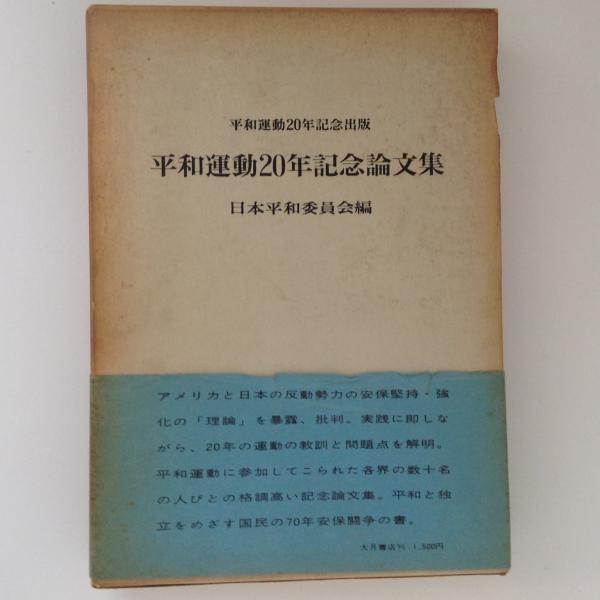 平和運動20年記念出版
平和運動20年記念論文集
日本平和委員会編
アメリカと日本の反動勢力の安保堅持・強
化の「理論」を暴露、批判。実践に即しな
がら、20年の運動の教訓と問題点を解明。
平和運動に参加してこられた各界の数十名
の人びとの格調高い記念論文集。平和と独
立をめざす国民の70年安保闘争の書。
大月書店刊・1,500円